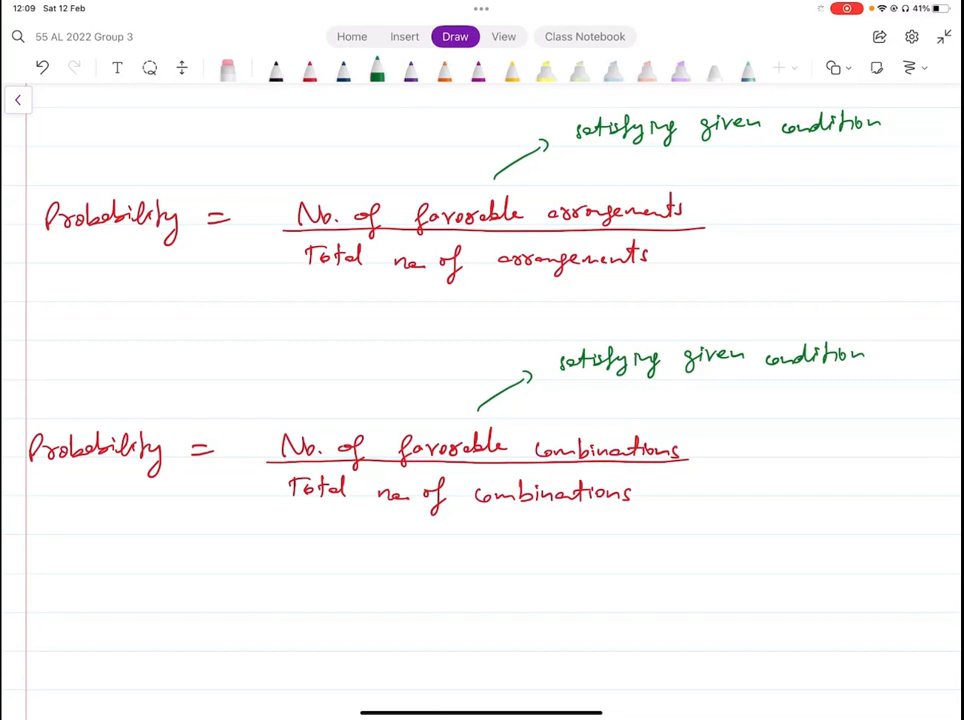 12:09 Sat 12 Feb
41%
55 AL 2022 Group 3
Home Insert Draw View Class Notebook
satisfying given condition
Probability = No. of favorable arrangements
Total no of arrangements
satisfying given condition
Probability = No. of favorable combinations
Total no of combinations